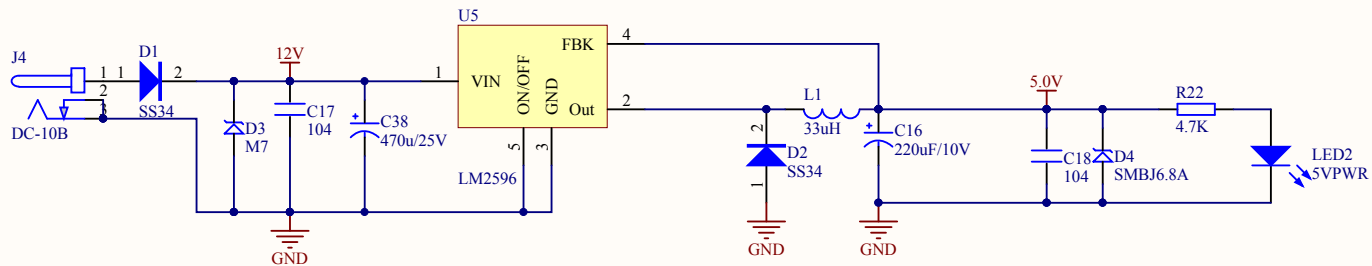 J4
1
2
3
DC-10B
D1
1
2
SS34
12V
D3
M7
C17
104
C38
470u/25V
GND
U5
1
VIN
ON/OFF
GND
FBK
4
Out
2
5
3
LM2596
2
D2
1
SS34
GND
L1
33uH
C16
220uF/10V
GND
5.0V
C18
104
D4
SMBJ6.8A
R22
4.7K
LED2
5VPWR